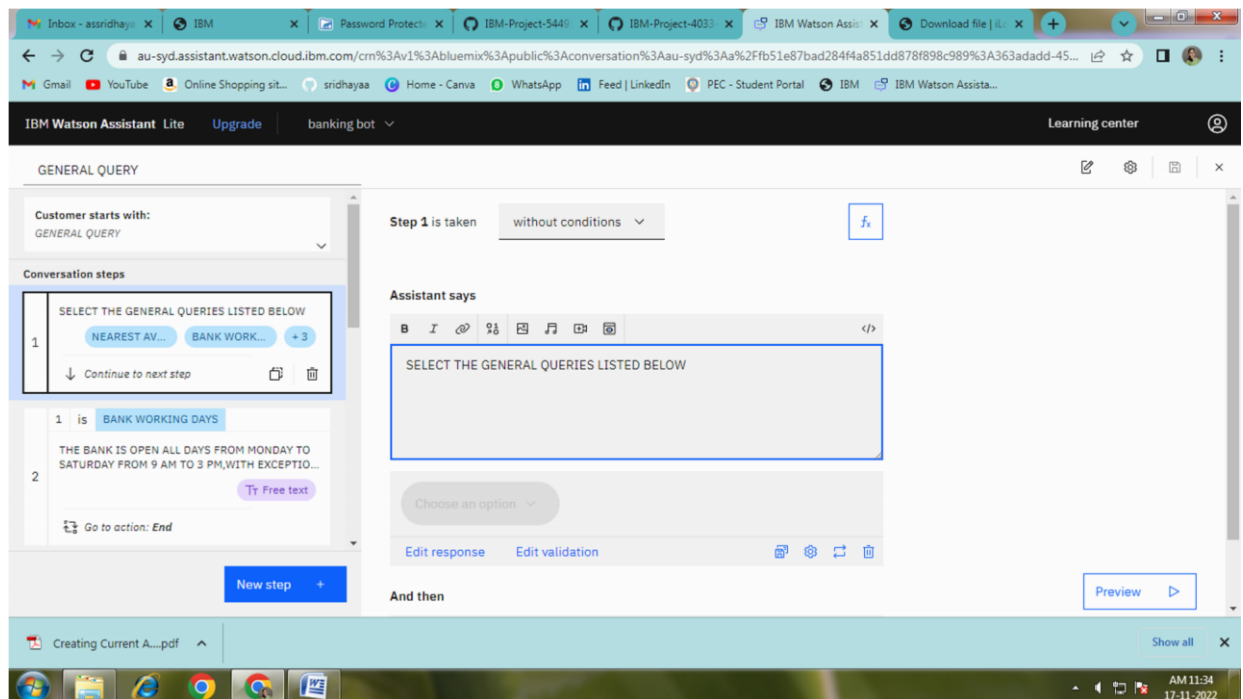 Inbox - assridhaya
IBM
Password Protecte
IBM-Project-5449
IBM-Project-4033-
IBM Watson Assis
Download file | iLo
au-syd.assistant.watson.cloud.ibm.com/crn%3Av1%3Abluemix%3Apublic%3Aconversation%3Aau-syd%3Aa%2Ffb51e87bad284f4a851dd878f898c989%3A363adadd-45...
Gmail
YouTube
Online Shopping sit...
sridhayaa
Home - Canva
WhatsApp
Feed | LinkedIn
PEC - Student Portal
IBM
IBM Watson Assista...
IBM Watson Assistant Lite
Upgrade
banking bot
Learning center
GENERAL QUERY
Customer starts with:
GENERAL QUERY
Conversation steps
1
SELECT THE GENERAL QUERIES LISTED BELOW
NEAREST AV...
BANK WORK...
+ 3
Continue to next step
2
1 is BANK WORKING DAYS
THE BANK IS OPEN ALL DAYS FROM MONDAY TO
SATURDAY FROM 9 AM TO 3 PM,WITH EXCEPTIO...
Free text
Go to action: End
New step +
Step 1 is taken
without conditions
fx
Assistant says
B I
</>
SELECT THE GENERAL QUERIES LISTED BELOW
Choose an option
Edit response
Edit validation
And then
Preview
Creating Current A....pdf
Show all
AM 11:34
17-11-2022